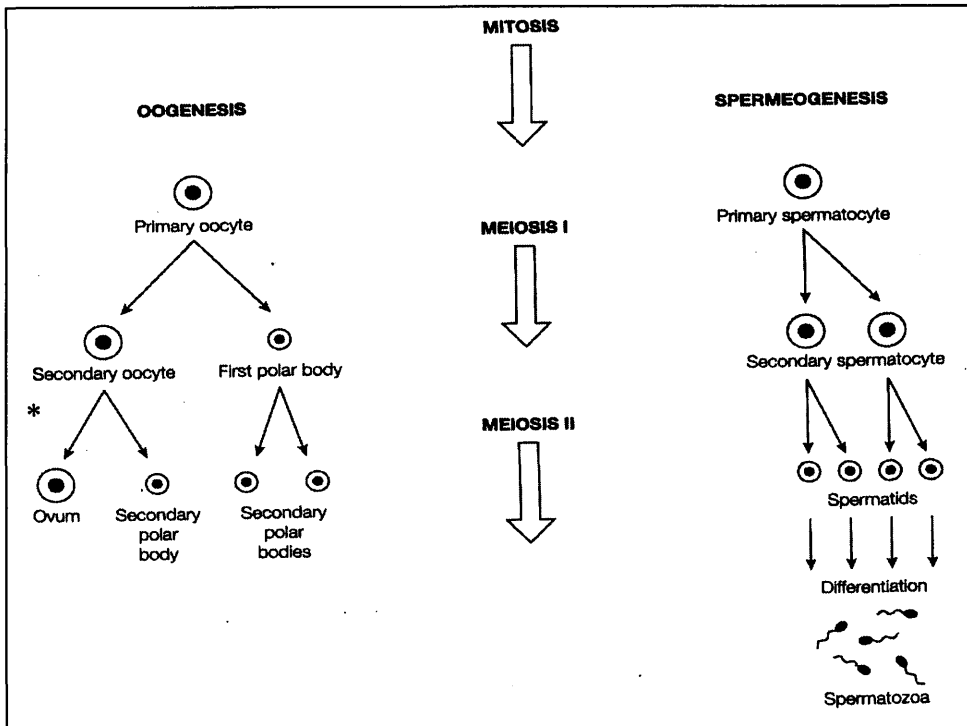 MITOSIS
OOGENESIS
SPERMEOGENESIS
Primary oocyte
MEIOSIS I
Primary spermatocyte
Secondary oocyte
First polar body
Secondary spermatocyte
*
MEIOSIS II
Ovum
Secondary
polar
body
Secondary
polar
bodies
Spermatids
Differentiation
Spermatozoa